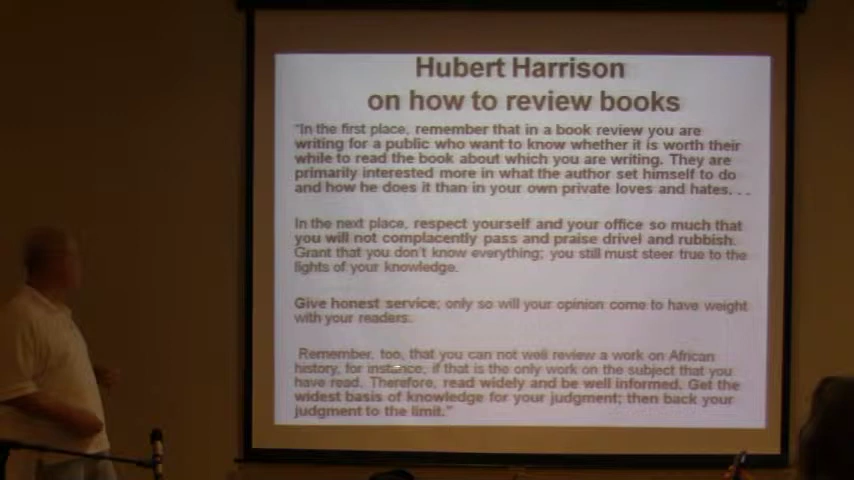 Hubert Harrison
on how to review books
"In the first place, remember that in a book review you are
writing for a public who want to know whether it is worth their
while to read the book about which you are writing. They are
primarily interested more in what the author set himself to do
and how he does it than in your own private loves and hates. . .
In the next place, respect yourself and your office so much that
you will not complacently pass and praise drivel and rubbish.
Grant that you don't know everything; you still must steer true to the
lights of your knowledge.
Give honest service; only so will your opinion come to have weight
with your readers.
Remember, too, that you can not well review a work on African
history, for instance, if that is the only work on the subject that you
have read. Therefore, read widely and be well informed. Get the
widest basis of knowledge for your judgment; then back your
judgment to the limit."